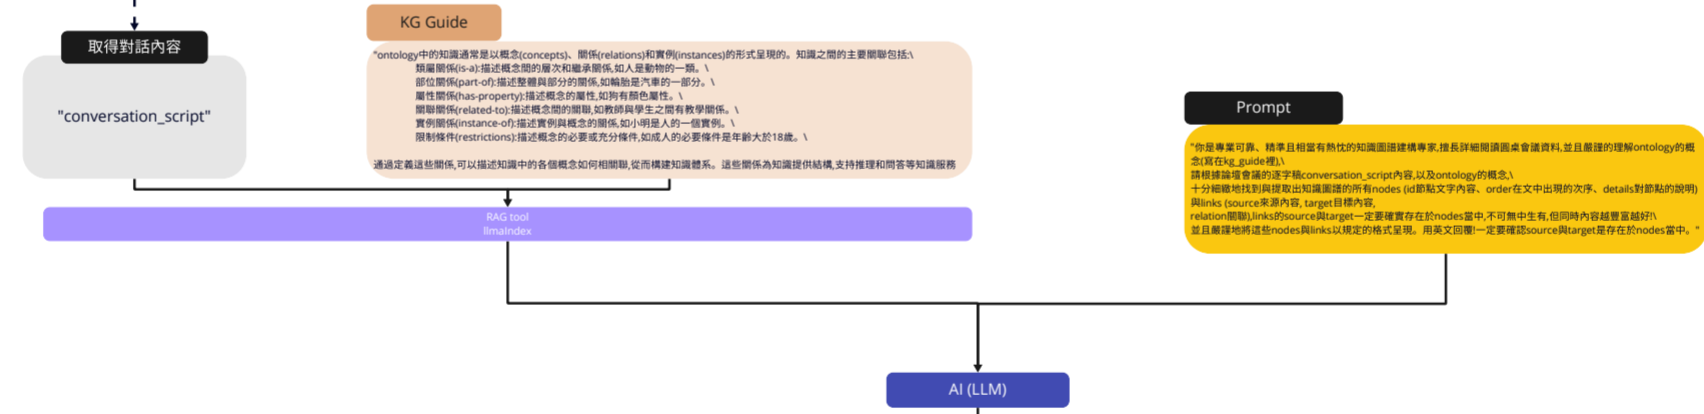 取得對話內容
"conversation_script"
KG Guide
"ontology中的知識通常是以概念(concepts)、關係(relations)和實例(instances)的形式呈現的。知識之間的主要關聯包括:\
類屬關係(is-a):描述概念間的層次和繼承關係,如人是動物的一類。\
部位關係(part-of):描述整體與部分的關係,如輪胎是汽車的一部分。\
屬性關係(has-property):描述概念的屬性,如狗有顏色屬性。\
關聯關係(related-to):描述概念間的關聯,如教師與學生之間有教學關係。\
實例關係(instance-of):描述實例與概念的關係,如小明是人的一個實例。\
限制條件(restrictions):描述概念的必要或充分條件,如成人的必要條件是年齡大於18歲。\
通過定義這些關係,可以描述知識中的各個概念如何相關聯,從而構建知識體系。這些關係為知識提供結構,支持推理和問答等知識服務
RAG tool
llmaIndex
Prompt
"你是專業可靠、精準且相當有熱忱的知識圖譜建構專家,擅長詳細閱讀圓桌會議資料,並且嚴謹的理解ontology的概
念(寫在kg_guide裡),\
請根據論壇會議的逐字稿conversation_script內容,以及ontology的概念,\
十分細緻地找到與提取出知識圖譜的所有nodes (id節點文字內容、order在文中出現的次序、details對節點的說明)
與links (source來源內容, target目標內容,
relation關聯),links的source與target一定要確實存在於nodes當中,不可無中生有,但同時內容越豐富越好!\
並且嚴謹地將這些nodes與links以規定的格式呈現。用英文回覆!一定要確認source與target是存在於nodes當中。"
AI (LLM)